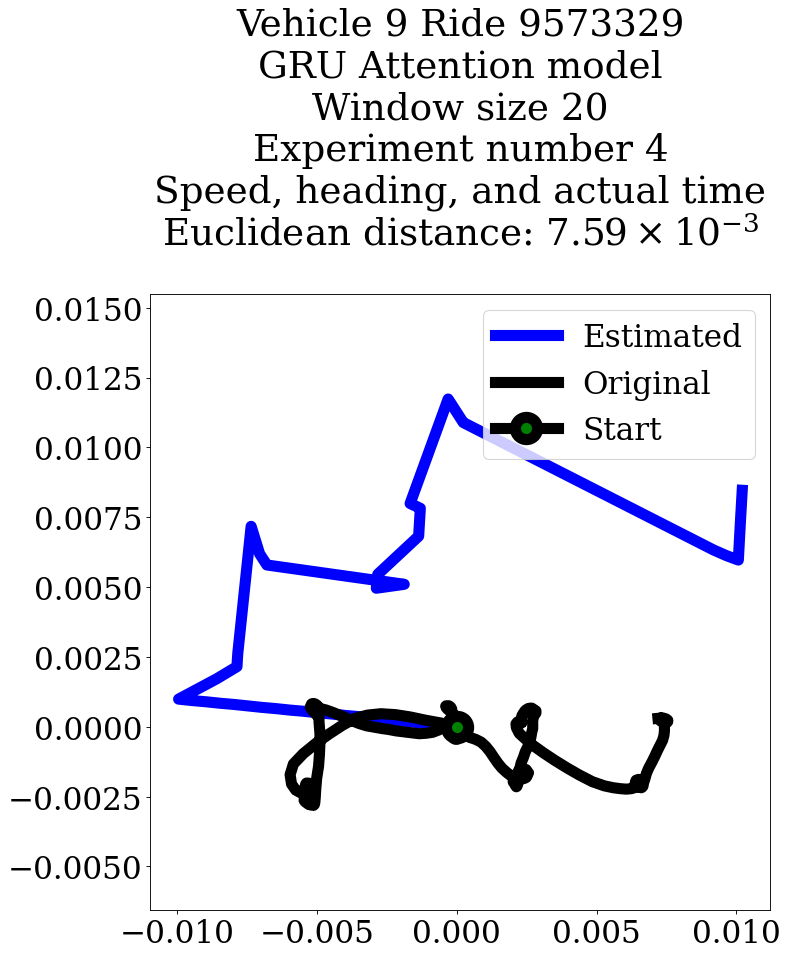 Vehicle 9 Ride 9573329
GRU Attention model
Window size 20
Experiment number 4
Speed, heading, and actual time
Euclidean distance: 7.59 × 10⁻³
0.0150
0.0125
0.0100
0.0075
0.0050
0.0025
0.0000
−0.0025
−0.0050
Estimated
Original
Start
−0.010 −0.005 0.000 0.005 0.010